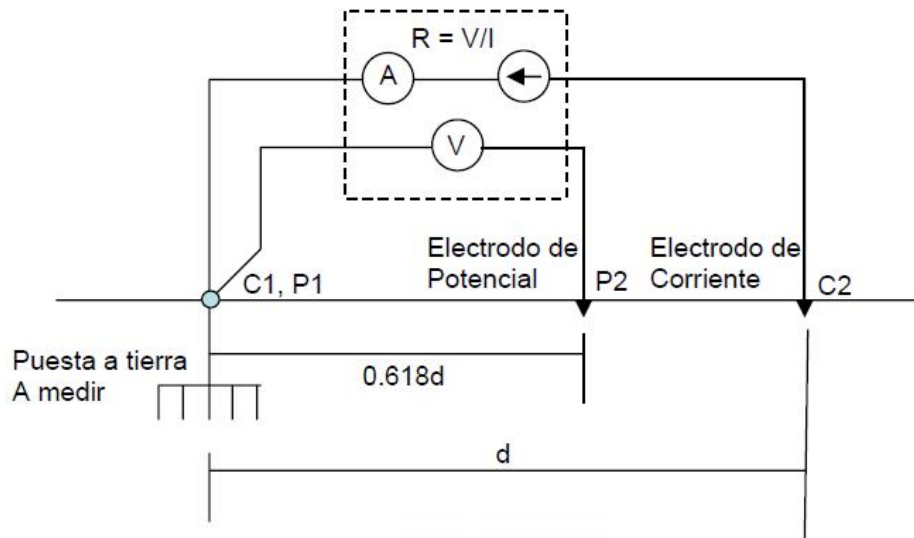 R = V/I
A
V
Electrodo de
Potencial
Electrodo de
Corriente
C1, P1
P2
C2
Puesta a tierra
A medir
0.618d
d